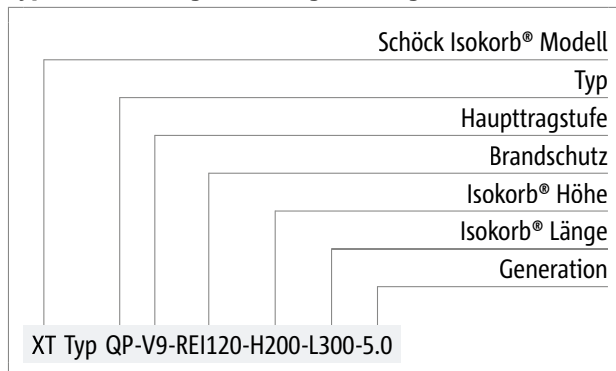 Schöck Isokorb® Modell
Typ
Haupttragstufe
Brandschutz
Isokorb® Höhe
Isokorb® Länge
Generation
XT Typ QP-V9-REI120-H200-L300-5.0